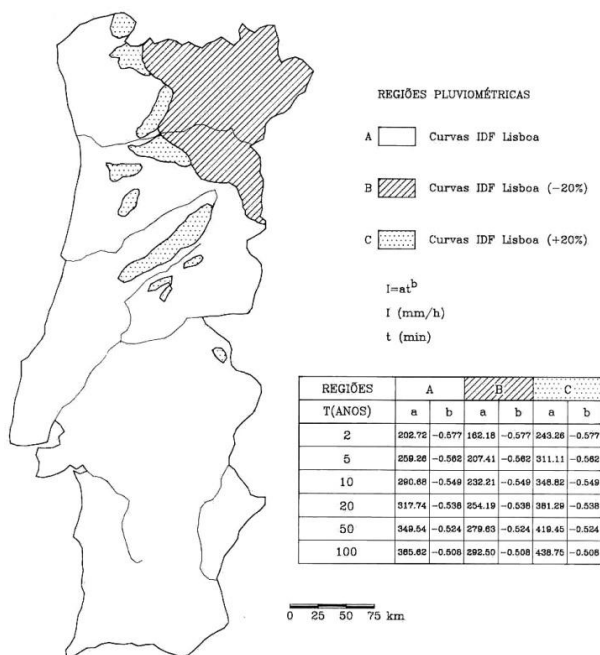 REGIÕES PLUVIOMÉTRICAS
A Curvas IDF Lisboa
B Curvas IDF Lisboa (-20%)
C Curvas IDF Lisboa (+20%)
I=at^b
I (mm/h)
t (min)
REGIÕES A B C
T(ANOS) a b a b a b
2 202.72 -0.577 162.18 -0.577 243.26 -0.577
5 259.26 -0.562 207.41 -0.562 311.11 -0.562
10 290.68 -0.549 232.21 -0.549 348.82 -0.549
20 317.74 -0.538 254.19 -0.538 381.29 -0.538
50 349.54 -0.524 279.63 -0.524 419.45 -0.524
100 365.62 -0.508 292.50 -0.508 438.75 -0.508
0 25 50 75 km